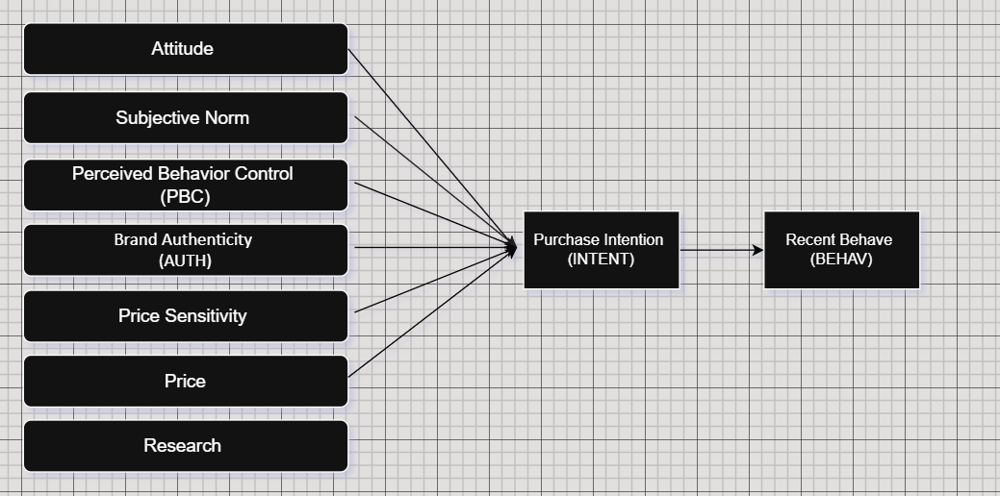 Attitude
Subjective Norm
Perceived Behavior Control
(PBC)
Brand Authenticity
(AUTH)
Price Sensitivity
Price
Research
Purchase Intention
(INTENT)
Recent Behave
(BEHAV)